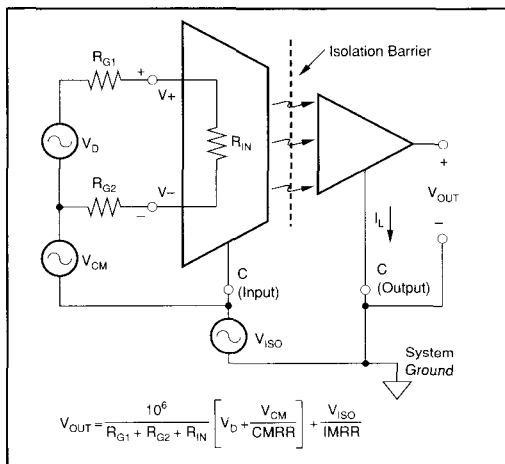 Isolation Barrier
R_G1
+
V+
R_IN
V_D
R_G2
V−
−
V_CM
C
(Input)
V_ISO
+
V_OUT
−
I_L
C
(Output)
System
Ground
V_OUT = 10^6 / (R_G1 + R_G2 + R_IN) [V_D + V_CM / CMRR] + V_ISO / IMRR